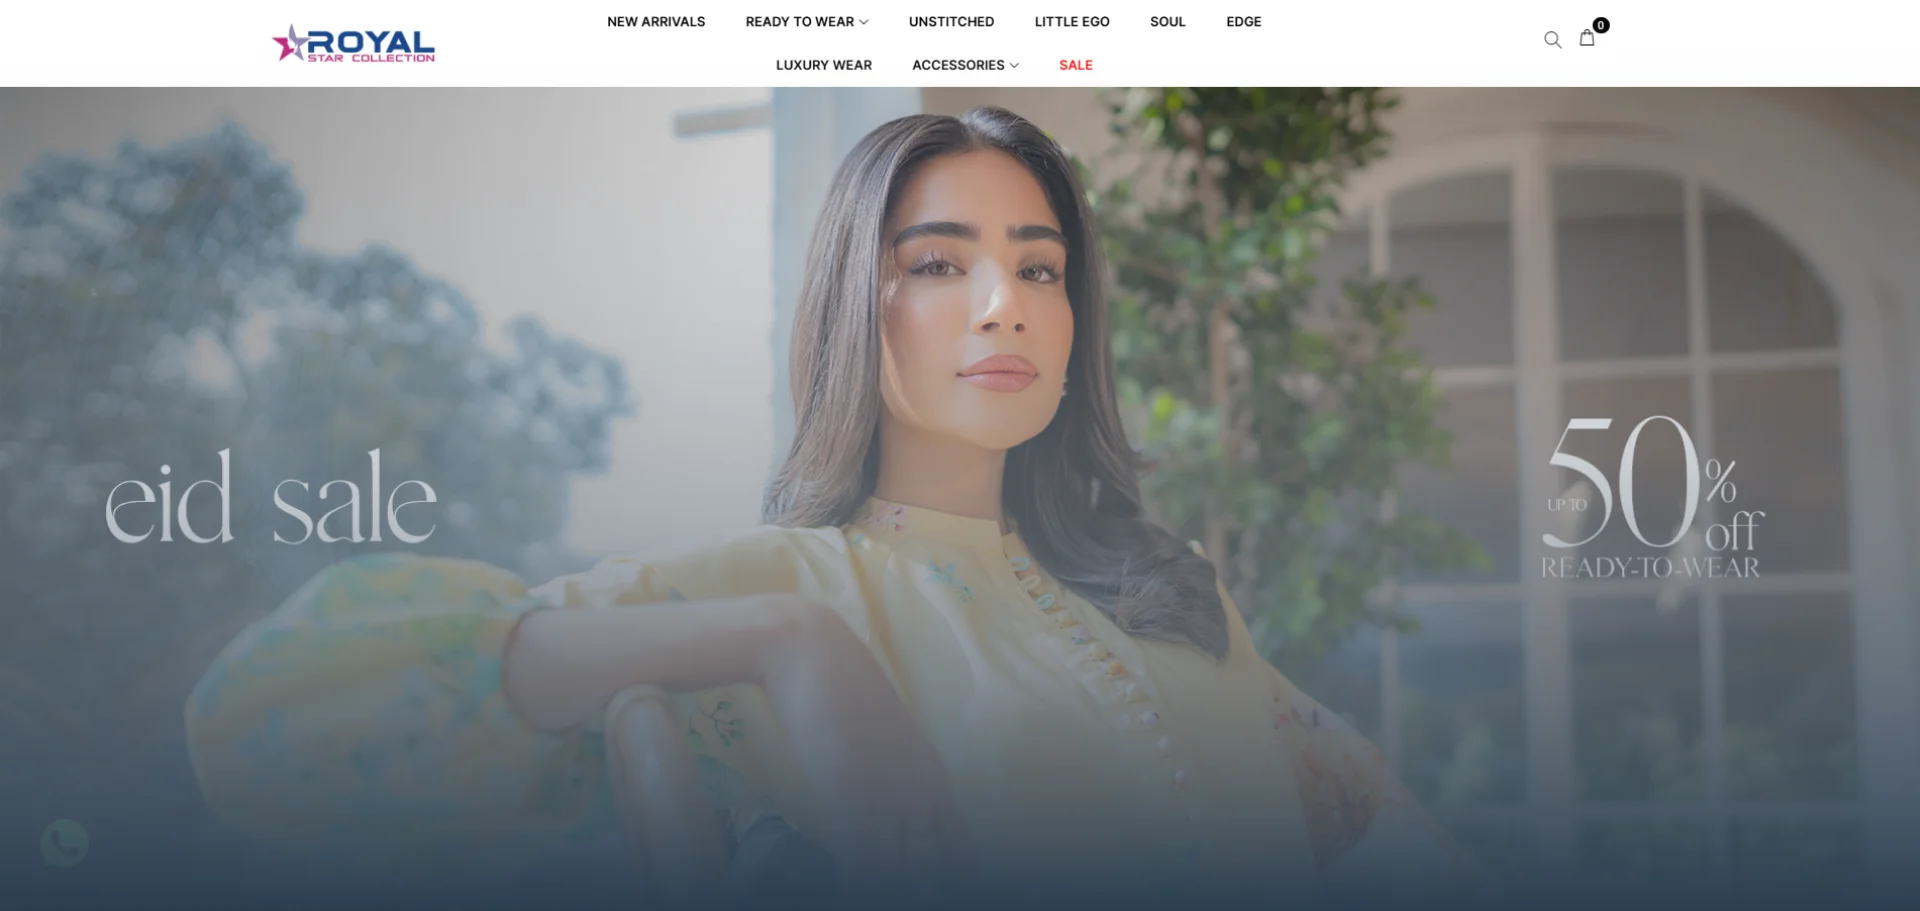 ROYAL
STAR COLLECTION
NEW ARRIVALS READY TO WEAR UNSTITCHED LITTLE EGO SOUL EDGE
LUXURY WEAR ACCESSORIES SALE
0
eid sale
UP TO 50% off
READY-TO-WEAR